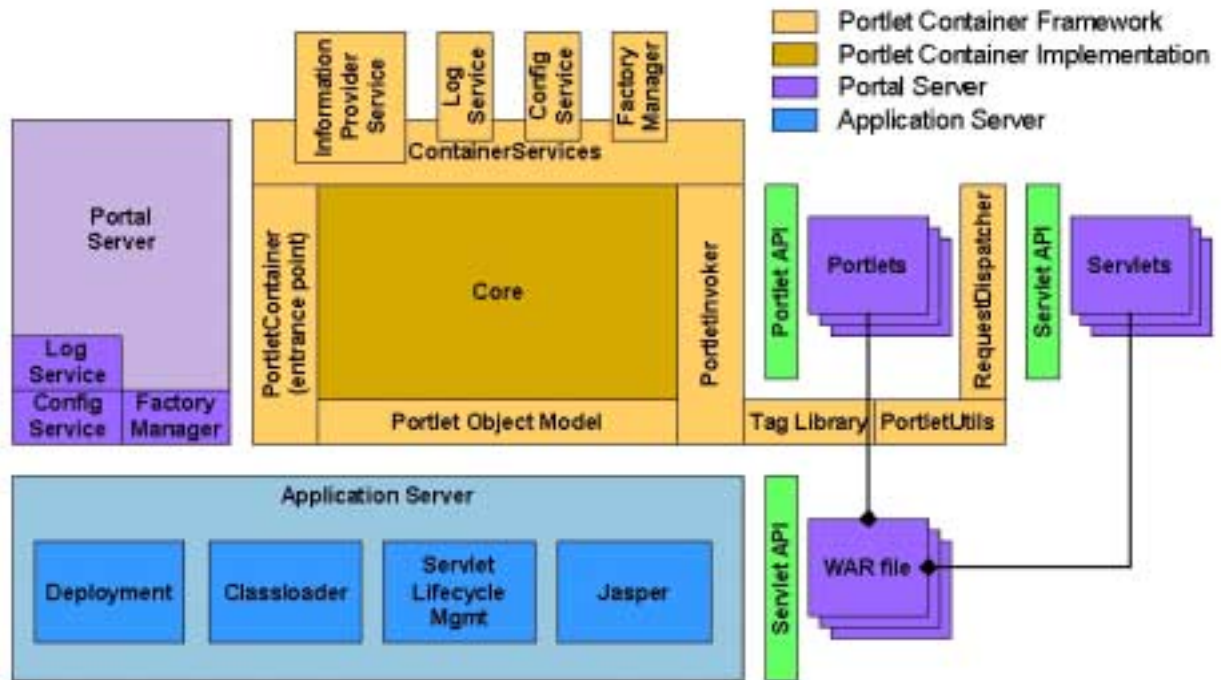 Portlet Container Framework
Portlet Container Implementation
Portal Server
Application Server
Information
Provider
Service
Log
Service
Config
Service
Factory
Manager
ContainerServices
Portal
Server
Log
Service
Config
Service
Factory
Manager
PortletContainer
(entrance point)
Core
PortletInvoker
Portlet Object Model
Portlet API
Portlets
RequestDispatcher
Servlet API
Servlets
Tag Library
PortletUtils
Application Server
Deployment
Classloader
Servlet
Lifecycle
Mgmt
Jasper
Servlet API
WAR file